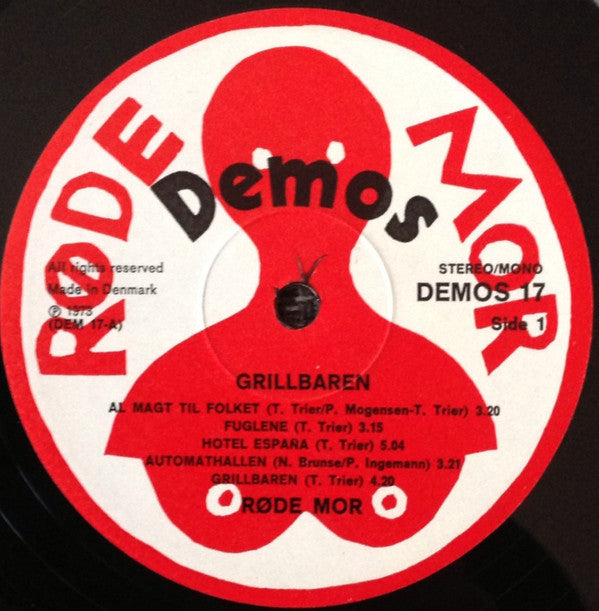 RØDE MOR
Demos
All rights reserved
Made in Denmark
℗ 1973
(DEM 17-A)
STEREO/MONO
DEMOS 17
Side 1
GRILLBAREN
AL MAGT TIL FOLKET (T. Trier/P. Mogensen-T. Trier) 3.20
FUGLENE (T. Trier) 3.15
HOTEL ESPAÑA (T. Trier) 5.04
AUTOMATHALLEN (N. Brunse/P. Ingemann) 3.21
GRILLBAREN (T. Trier) 4.20
RØDE MOR